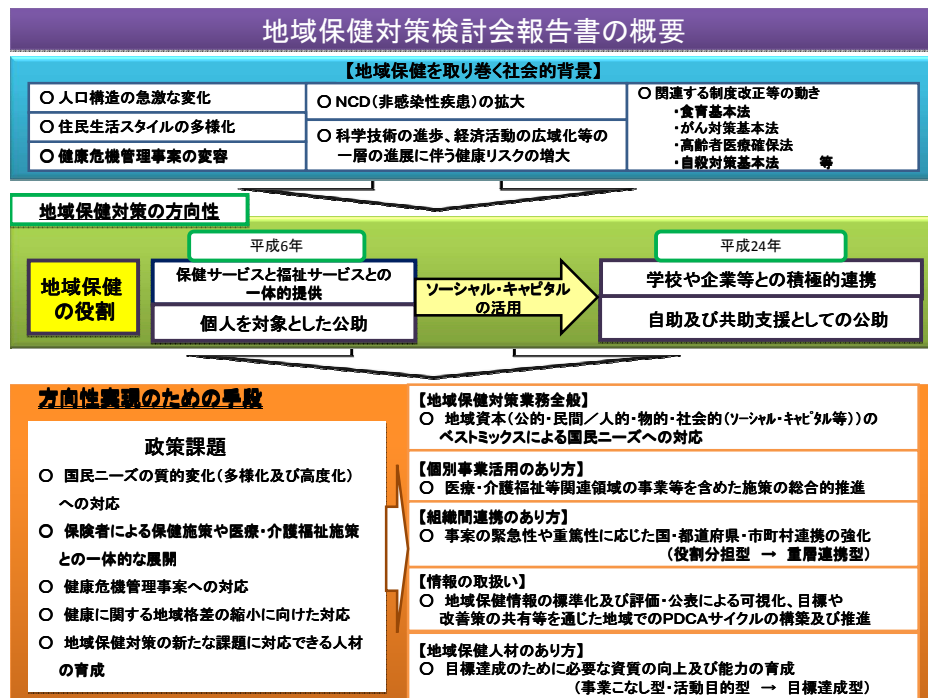 地域保健対策検討会報告書の概要
【地域保健を取り巻く社会的背景】
○ 人口構造の急激な変化
○ 住民生活スタイルの多様化
○ 健康危機管理事案の変容
○ NCD(非感染性疾患)の拡大
○ 科学技術の進歩、経済活動の広域化等の
一層の進展に伴う健康リスクの増大
○ 関連する制度改正等の動き
・食育基本法
・がん対策基本法
・高齢者医療確保法
・自殺対策基本法 等
地域保健対策の方向性
地域保健
の役割
平成6年
保健サービスと福祉サービスとの
一体的提供
個人を対象とした公助
ソーシャル・キャピタル
の活用
平成24年
学校や企業等との積極的連携
自助及び共助支援としての公助
方向性実現のための手段
政策課題
○ 国民ニーズの質的変化(多様化及び高度化)
への対応
○ 保険者による保健施策や医療・介護福祉施策
との一体的な展開
○ 健康危機管理事案への対応
○ 健康に関する地域格差の縮小に向けた対応
○ 地域保健対策の新たな課題に対応できる人材
の育成
【地域保健対策業務全般】
○ 地域資本(公的・民間/人的・物的・社会的(ソーシャル・キャピタル等))の
ベストミックスによる国民ニーズへの対応
【個別事業活用のあり方】
○ 医療・介護福祉等関連領域の事業等を含めた施策の総合的推進
【組織間連携のあり方】
○ 事案の緊急性や重篤性に応じた国・都道府県・市町村連携の強化
(役割分担型 → 重層連携型)
【情報の取扱い】
○ 地域保健情報の標準化及び評価・公表による可視化、目標や
改善策の共有等を通じた地域でのPDCAサイクルの構築及び推進
【地域保健人材のあり方】
○ 目標達成のために必要な資質の向上及び能力の育成
(事業こなし型・活動目的型 → 目標達成型)